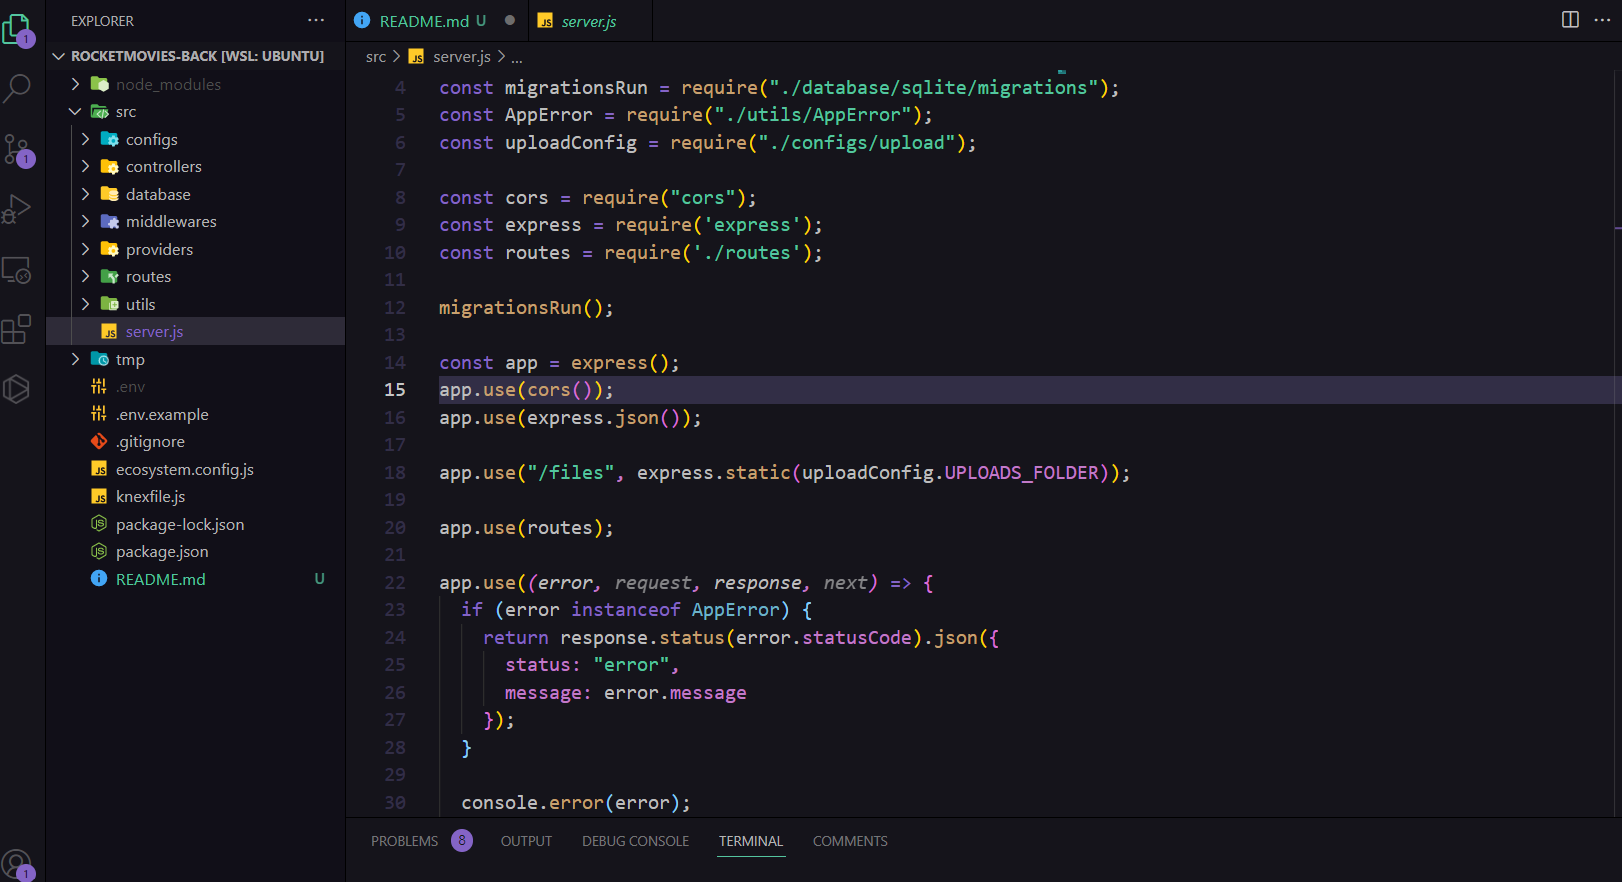 EXPLORER
ROCKETMOVIES-BACK [WSL: UBUNTU]
node_modules
src
configs
controllers
database
middlewares
providers
routes
utils
server.js
tmp
.env
.env.example
.gitignore
ecosystem.config.js
knexfile.js
package-lock.json
package.json
README.md U
1
1
1
README.md U
server.js
src > server.js > ...
4 const migrationsRun = require("./database/sqlite/migrations");
5 const AppError = require("./utils/AppError");
6 const uploadConfig = require("./configs/upload");
7
8 const cors = require("cors");
9 const express = require('express');
10 const routes = require('./routes');
11
12 migrationsRun();
13
14 const app = express();
15 app.use(cors());
16 app.use(express.json());
17
18 app.use("/files", express.static(uploadConfig.UPLOADS_FOLDER));
19
20 app.use(routes);
21
22 app.use((error, request, response, next) => {
23 if (error instanceof AppError) {
24 return response.status(error.statusCode).json({
25 status: "error",
26 message: error.message
27 });
28 }
29
30 console.error(error);
PROBLEMS 8 OUTPUT DEBUG CONSOLE TERMINAL COMMENTS